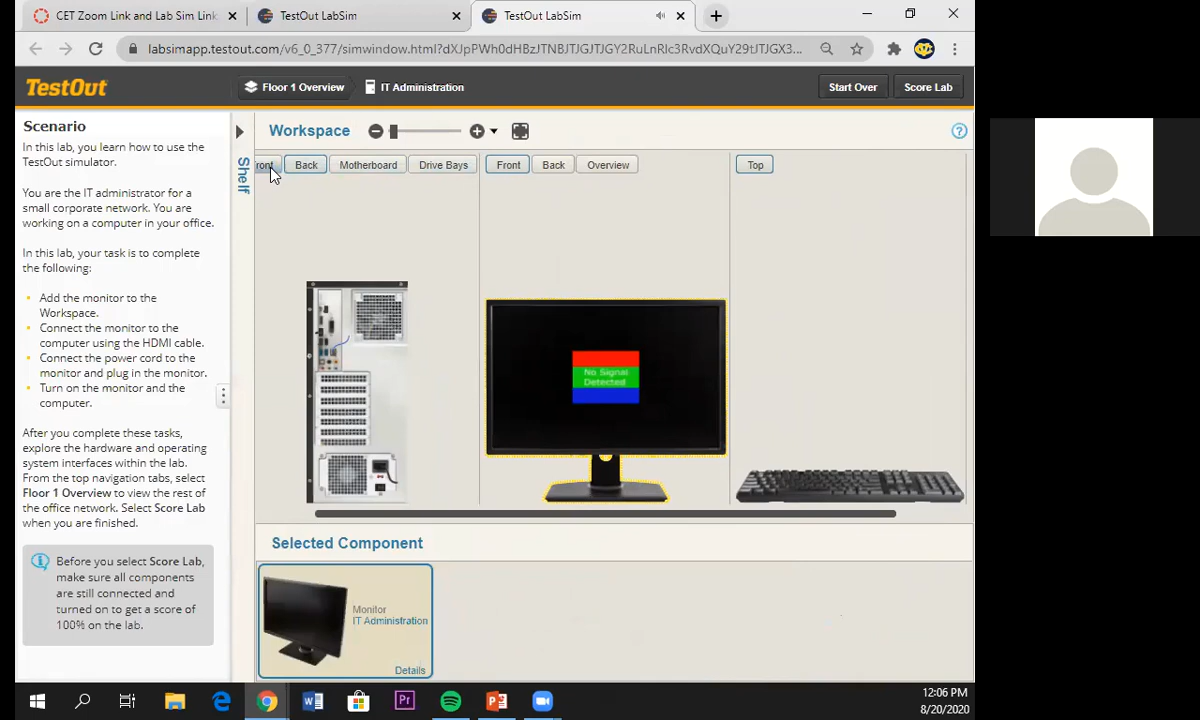 CET Zoom Link and Lab Sim Link
TestOut LabSim
TestOut LabSim
labsimapp.testout.com/v6_0_377/simwindow.html?dXJpPWh0dHBzJTNBJTJGJTJGY2RuLnRlc3RvdXQuY29tJTJGX3...
TestOut
Floor 1 Overview
IT Administration
Start Over
Score Lab
Scenario
In this lab, you learn how to use the
TestOut simulator.
You are the IT administrator for a
small corporate network. You are
working on a computer in your office.
In this lab, your task is to complete
the following:
Add the monitor to the
Workspace.
Connect the monitor to the
computer using the HDMI cable.
Connect the power cord to the
monitor and plug in the monitor.
Turn on the monitor and the
computer.
After you complete these tasks,
explore the hardware and operating
system interfaces within the lab.
From the top navigation tabs, select
Floor 1 Overview to view the rest of
the office network. Select Score Lab
when you are finished.
Before you select Score Lab,
make sure all components
are still connected and
turned on to get a score of
100% on the lab.
Shelf
Workspace
ront
Back
Motherboard
Drive Bays
Front
Back
Overview
Top
No Signal
Detected
Selected Component
Monitor
IT Administration
Details
12:06 PM
8/20/2020